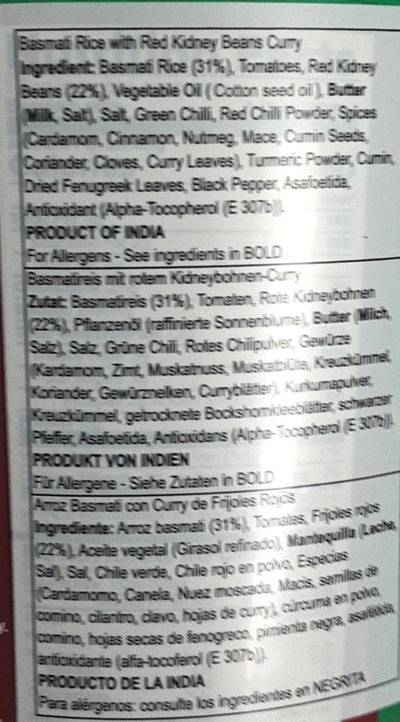 Basmati Rice with Red Kidney Beans Curry
Ingredient: Basmati Rice (31%), Tomatoes, Red Kidney
Beans (22%), Vegetable Oil ( Cotton seed oil ), Butter
(Milk, Salt), Salt, Green Chilli, Red Chilli Powder, Spices
(Cardamom, Cinnamon, Nutmeg, Mace, Cumin Seeds,
Coriander, Cloves, Curry Leaves), Turmeric Powder, Cumin,
Dried Fenugreek Leaves, Black Pepper, Asafoetida,
Antioxidant (Alpha-Tocopherol (E 307b)).
PRODUCT OF INDIA
For Allergens - See ingredients in BOLD
Basmatireis mit rotem Kidneybohnen-Curry
Zutat: Basmatireis (31%), Tomaten, Rote Kidneybohnen
(22%), Pflanzenöl (raffinierte Sonnenblume), Butter (Milch,
Salz), Salz, Grüne Chili, Rotes Chilipulver, Gewürze
(Kardamom, Zimt, Muskatnuss, Muskatblüte, Kreuzkümmel,
Koriander, Gewürznelken, Curryblätter), Kurkumapulver,
Kreuzkümmel, getrocknete Bockshornkleeblätter, schwarzer
Pfeffer, Asafoetida, Antioxidans (Alpha-Tocopherol (E 307b)).
PRODUKT VON INDIEN
Für Allergene - Siehe Zutaten in BOLD
Arroz Basmati con Curry de Frijoles Rojos
Ingrediente: Arroz basmati (31%), Tomates, Frijoles rojos
(22%), Aceite vegetal (Girasol refinado), Mantequilla (Leche,
Sal), Sal, Chile verde, Chile rojo en polvo, Especias
(Cardamomo, Canela, Nuez moscada, Macis, semillas de
comino, cilantro, clavo, hojas de curry), cúrcuma en polvo,
comino, hojas secas de fenogreco, pimienta negra, asafétida,
antioxidante (alfa-tocoferol (E 307b)).
PRODUCTO DE LA INDIA
Para alérgenos: consulte los ingredientes en NEGRITA